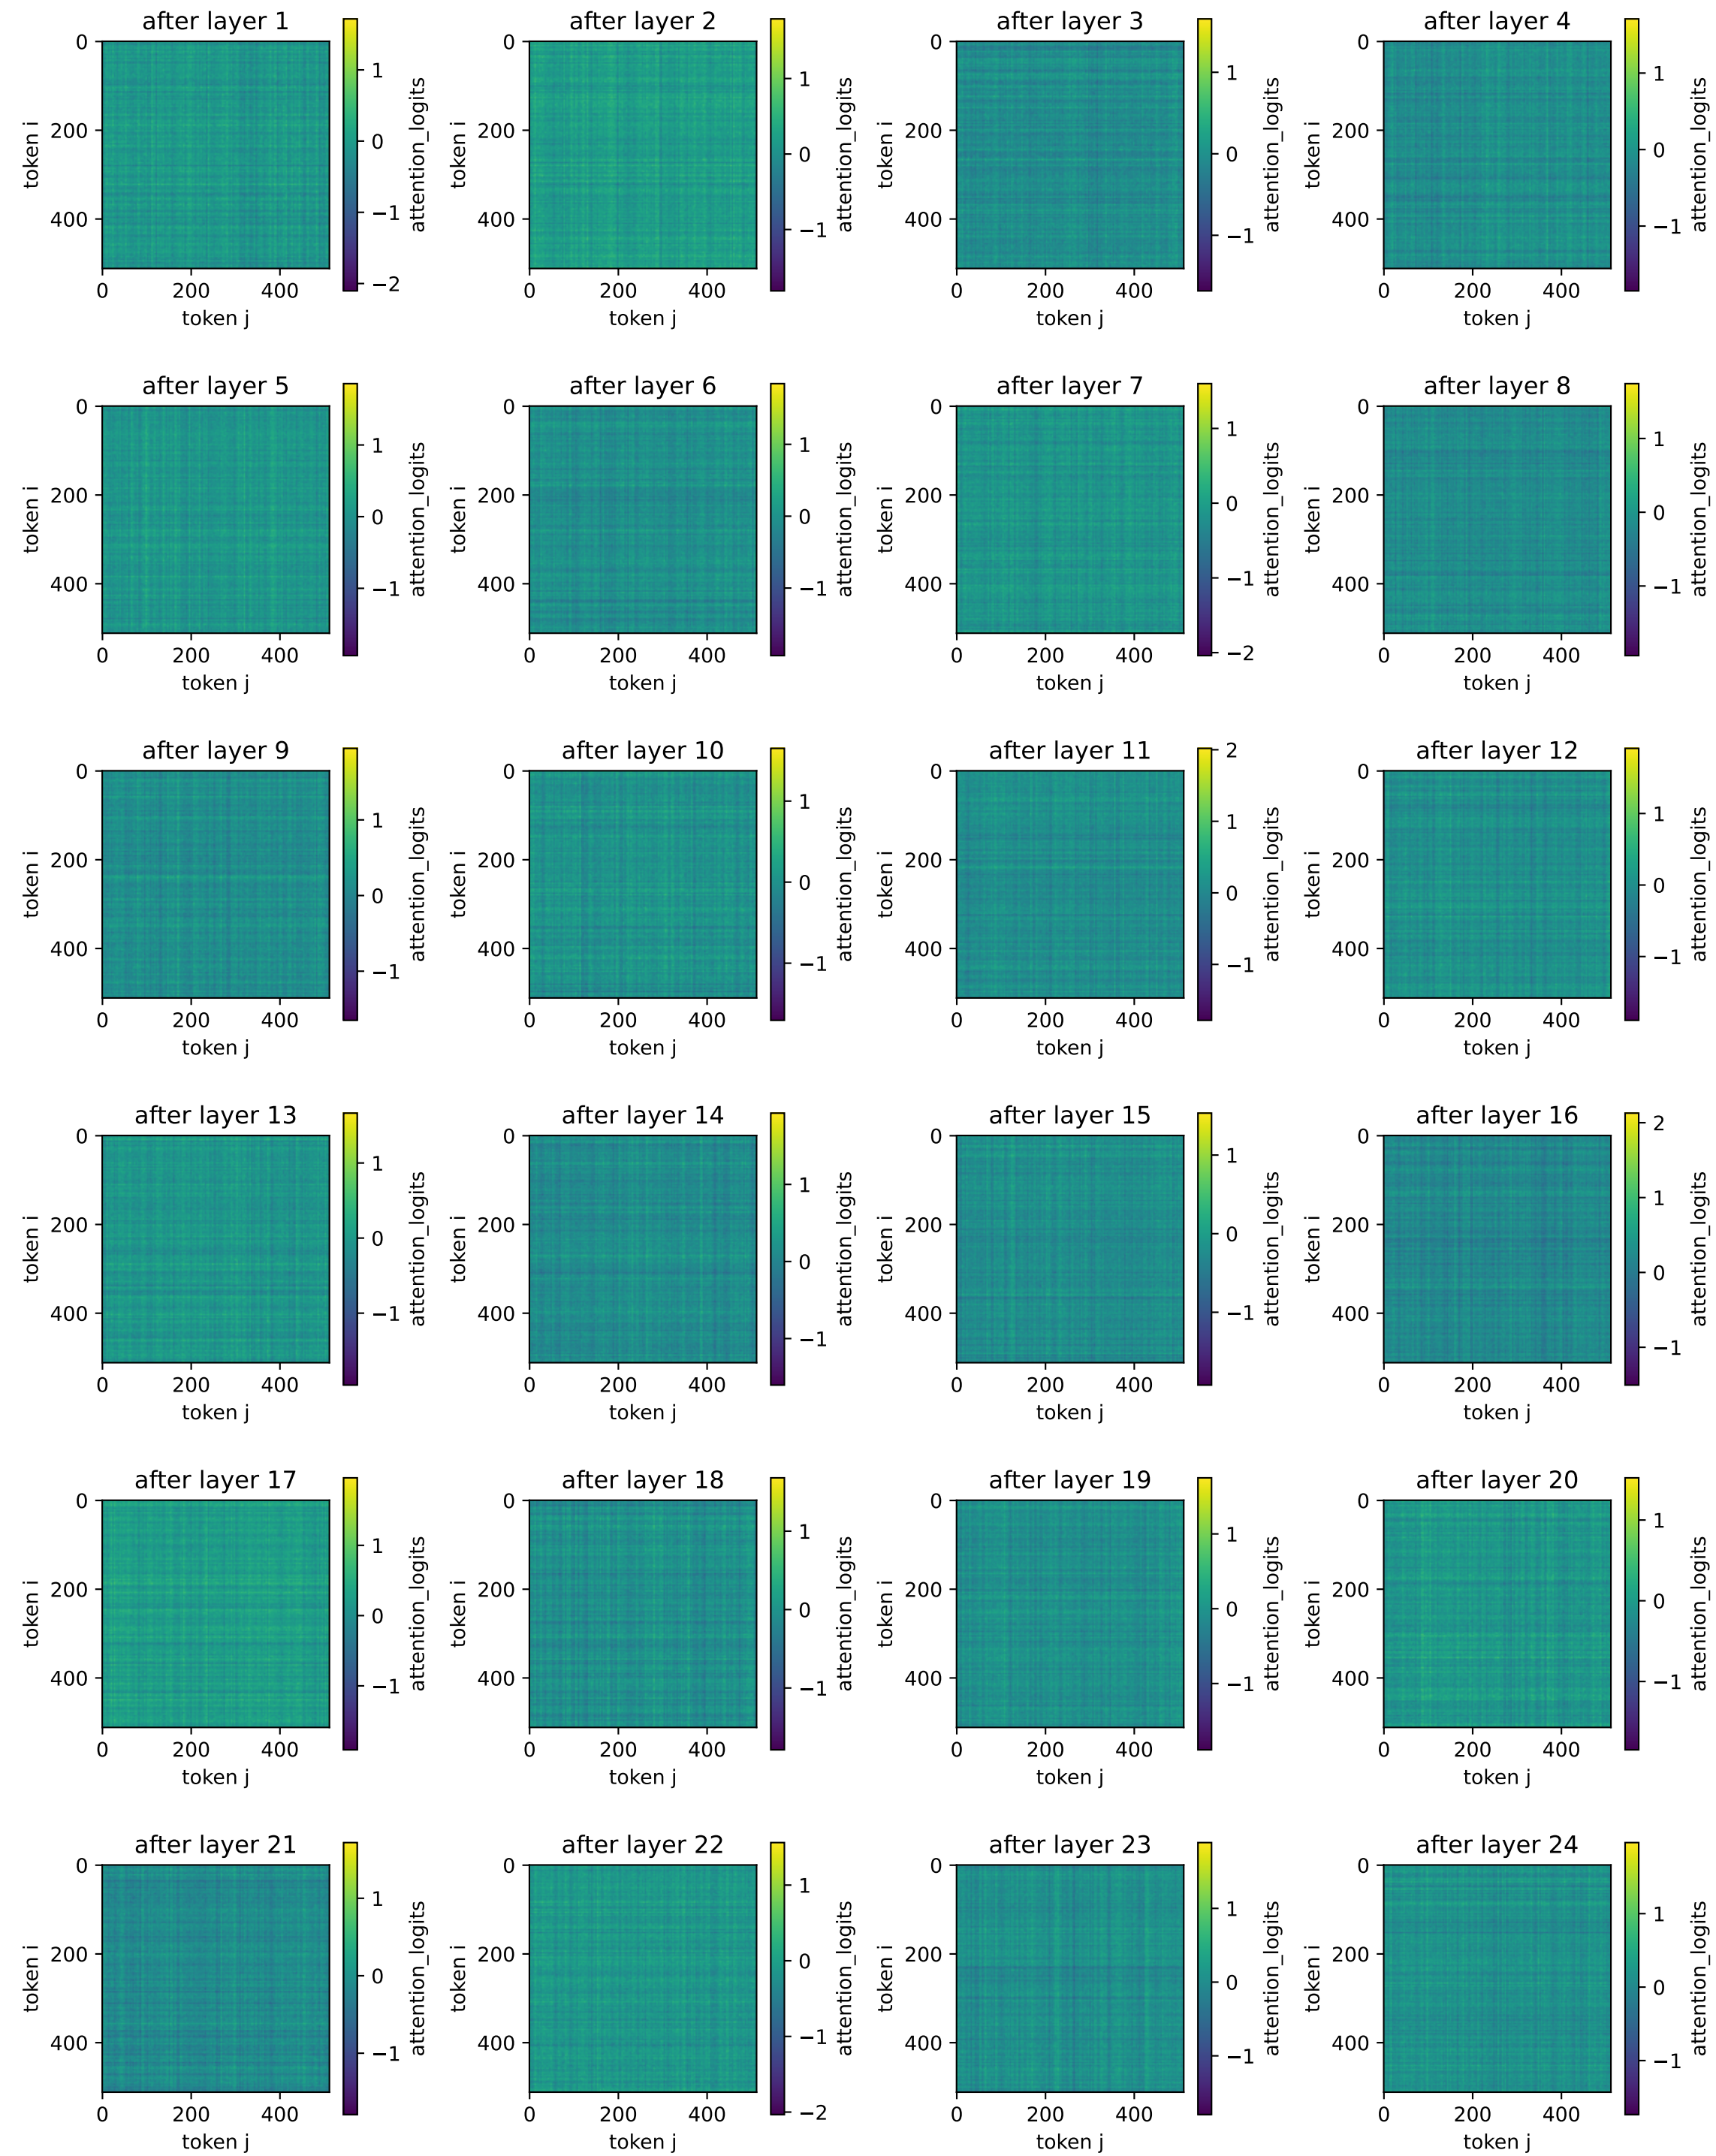 after layer 1
after layer 2
after layer 3
after layer 4
0
200
400
token i
0 200 400
token j
1
0
−1
−2
attention_logits
0
200
400
token i
0 200 400
token j
1
0
−1
attention_logits
0
200
400
token i
0 200 400
token j
1
0
−1
attention_logits
0
200
400
token i
0 200 400
token j
1
0
−1
attention_logits
after layer 5
after layer 6
after layer 7
after layer 8
0
200
400
token i
0 200 400
token j
1
0
−1
attention_logits
0
200
400
token i
0 200 400
token j
1
0
−1
attention_logits
0
200
400
token i
0 200 400
token j
1
0
−1
−2
attention_logits
0
200
400
token i
0 200 400
token j
1
0
−1
attention_logits
after layer 9
after layer 10
after layer 11
after layer 12
0
200
400
token i
0 200 400
token j
1
0
−1
attention_logits
0
200
400
token i
0 200 400
token j
1
0
−1
attention_logits
0
200
400
token i
0 200 400
token j
2
1
0
−1
attention_logits
0
200
400
token i
0 200 400
token j
1
0
−1
attention_logits
after layer 13
after layer 14
after layer 15
after layer 16
0
200
400
token i
0 200 400
token j
1
0
−1
attention_logits
0
200
400
token i
0 200 400
token j
1
0
−1
attention_logits
0
200
400
token i
0 200 400
token j
1
0
−1
attention_logits
0
200
400
token i
0 200 400
token j
2
1
0
−1
attention_logits
after layer 17
after layer 18
after layer 19
after layer 20
0
200
400
token i
0 200 400
token j
1
0
−1
attention_logits
0
200
400
token i
0 200 400
token j
1
0
−1
attention_logits
0
200
400
token i
0 200 400
token j
1
0
−1
attention_logits
0
200
400
token i
0 200 400
token j
1
0
−1
attention_logits
after layer 21
after layer 22
after layer 23
after layer 24
0
200
400
token i
0 200 400
token j
1
0
−1
attention_logits
0
200
400
token i
0 200 400
token j
1
0
−1
−2
attention_logits
0
200
400
token i
0 200 400
token j
1
0
−1
attention_logits
0
200
400
token i
0 200 400
token j
1
0
−1
attention_logits